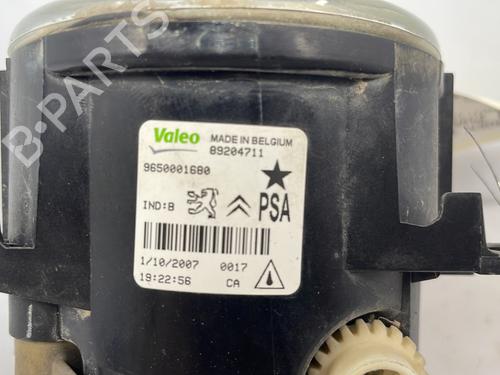 B-PARTS
Valeo MADE IN BELGIUM
89204711
9650001680
IND:B PSA
1/10/2007 0017
19:22:56 CA